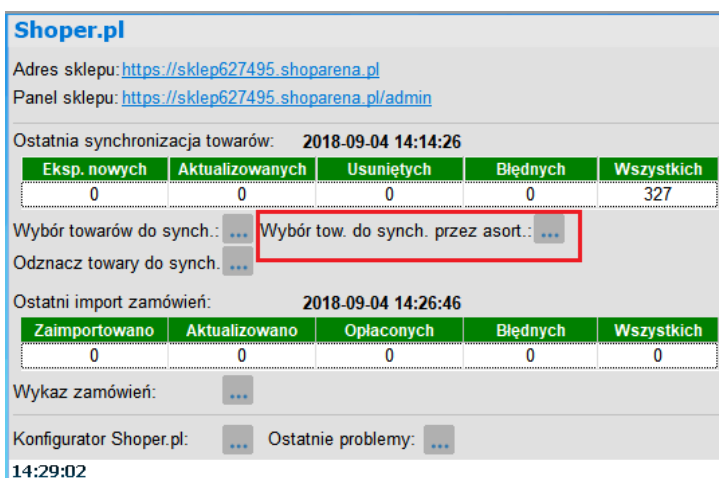 Shoper.pl
Adres sklepu: https://sklep627495.shoparena.pl
Panel sklepu: https://sklep627495.shoparena.pl/admin
Ostatnia synchronizacja towarów: 2018-09-04 14:14:26
Eksp. nowych Aktualizowanych Usuniętych Błędnych Wszystkich
0 0 0 0 327
Wybór towarów do synch.: ... Wybór tow. do synch. przez asort.: ...
Odznacz towary do synch. ...
Ostatni import zamówień: 2018-09-04 14:26:46
Zaimportowano Aktualizowano Opłaconych Błędnych Wszystkich
0 0 0 0 0
Wykaz zamówień: ...
Konfigurator Shoper.pl: ... Ostatnie problemy: ...
14:29:02